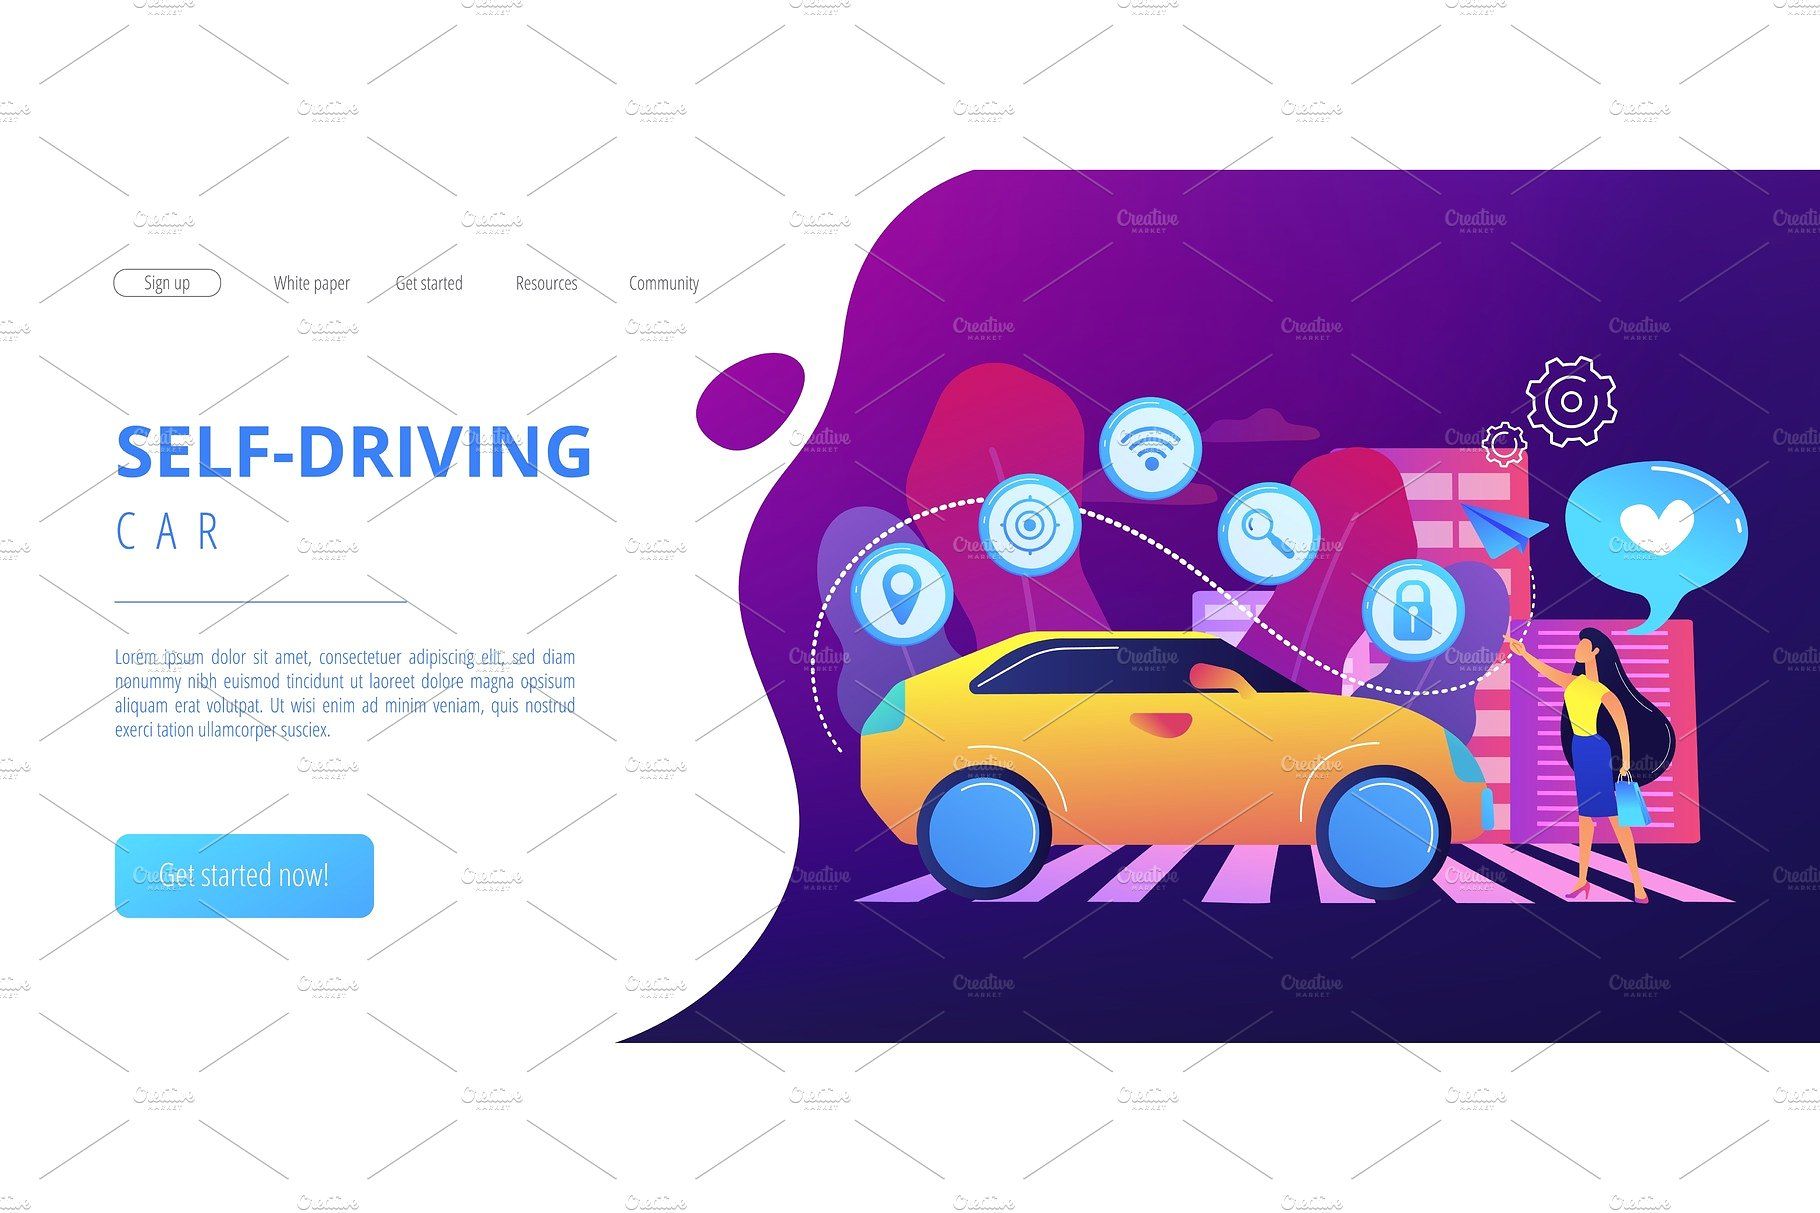 Sign up White paper Get started Resources Community
SELF-DRIVING
CAR
Lorem ipsum dolor sit amet, consectetuer adipiscing elit, sed diam
nonummy nibh euismod tincidunt ut laoreet dolore magna opsisum
aliquam erat volutpat. Ut wisi enim ad minim veniam, quis nostrud
exerci tation ullamcorper susciex.
Get started now!
Creative
MARKET